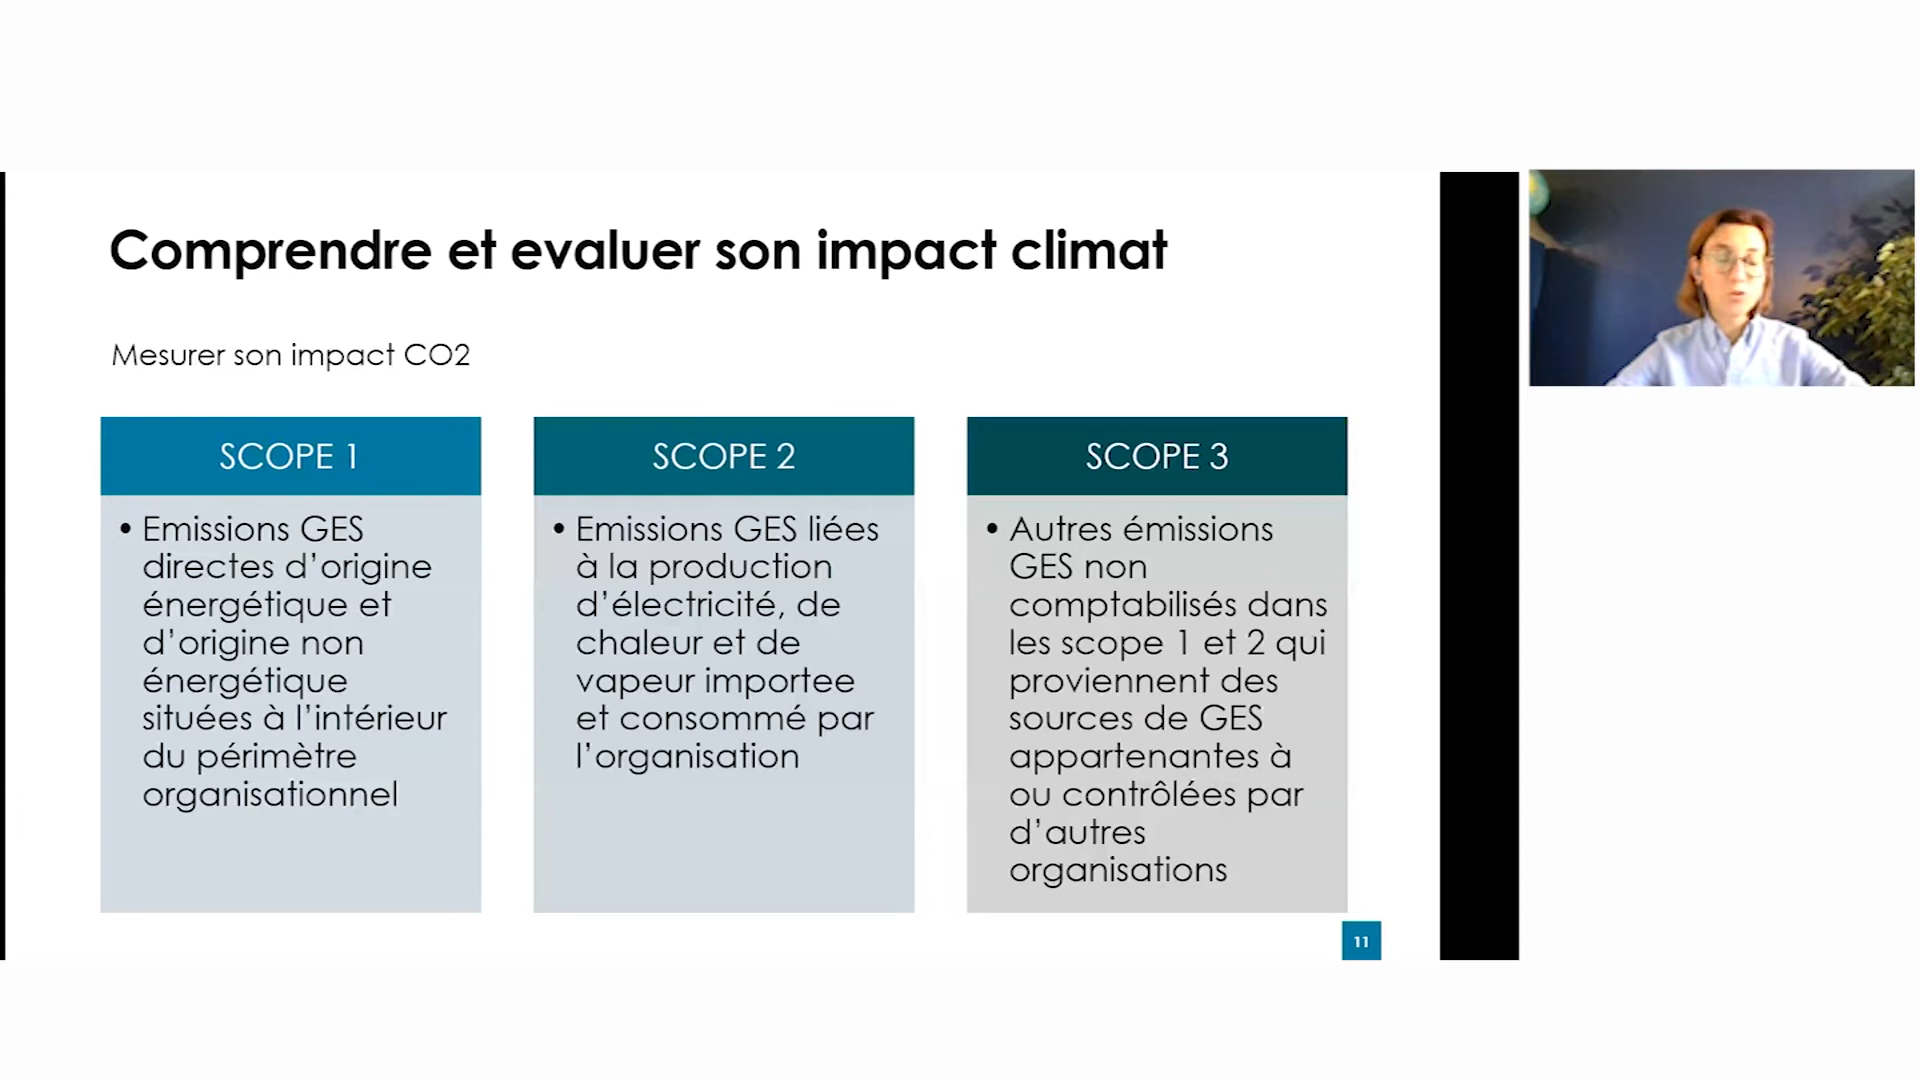 Comprendre et evaluer son impact climat
Mesurer son impact CO2
SCOPE 1
• Emissions GES
directes d’origine
énergétique et
d’origine non
énergétique
situées à l’intérieur
du périmètre
organisationnel
SCOPE 2
• Emissions GES liées
à la production
d’électricité, de
chaleur et de
vapeur importee
et consommé par
l’organisation
SCOPE 3
• Autres émissions
GES non
comptabilisés dans
les scope 1 et 2 qui
proviennent des
sources de GES
appartenantes à
ou contrôlées par
d’autres
organisations
11